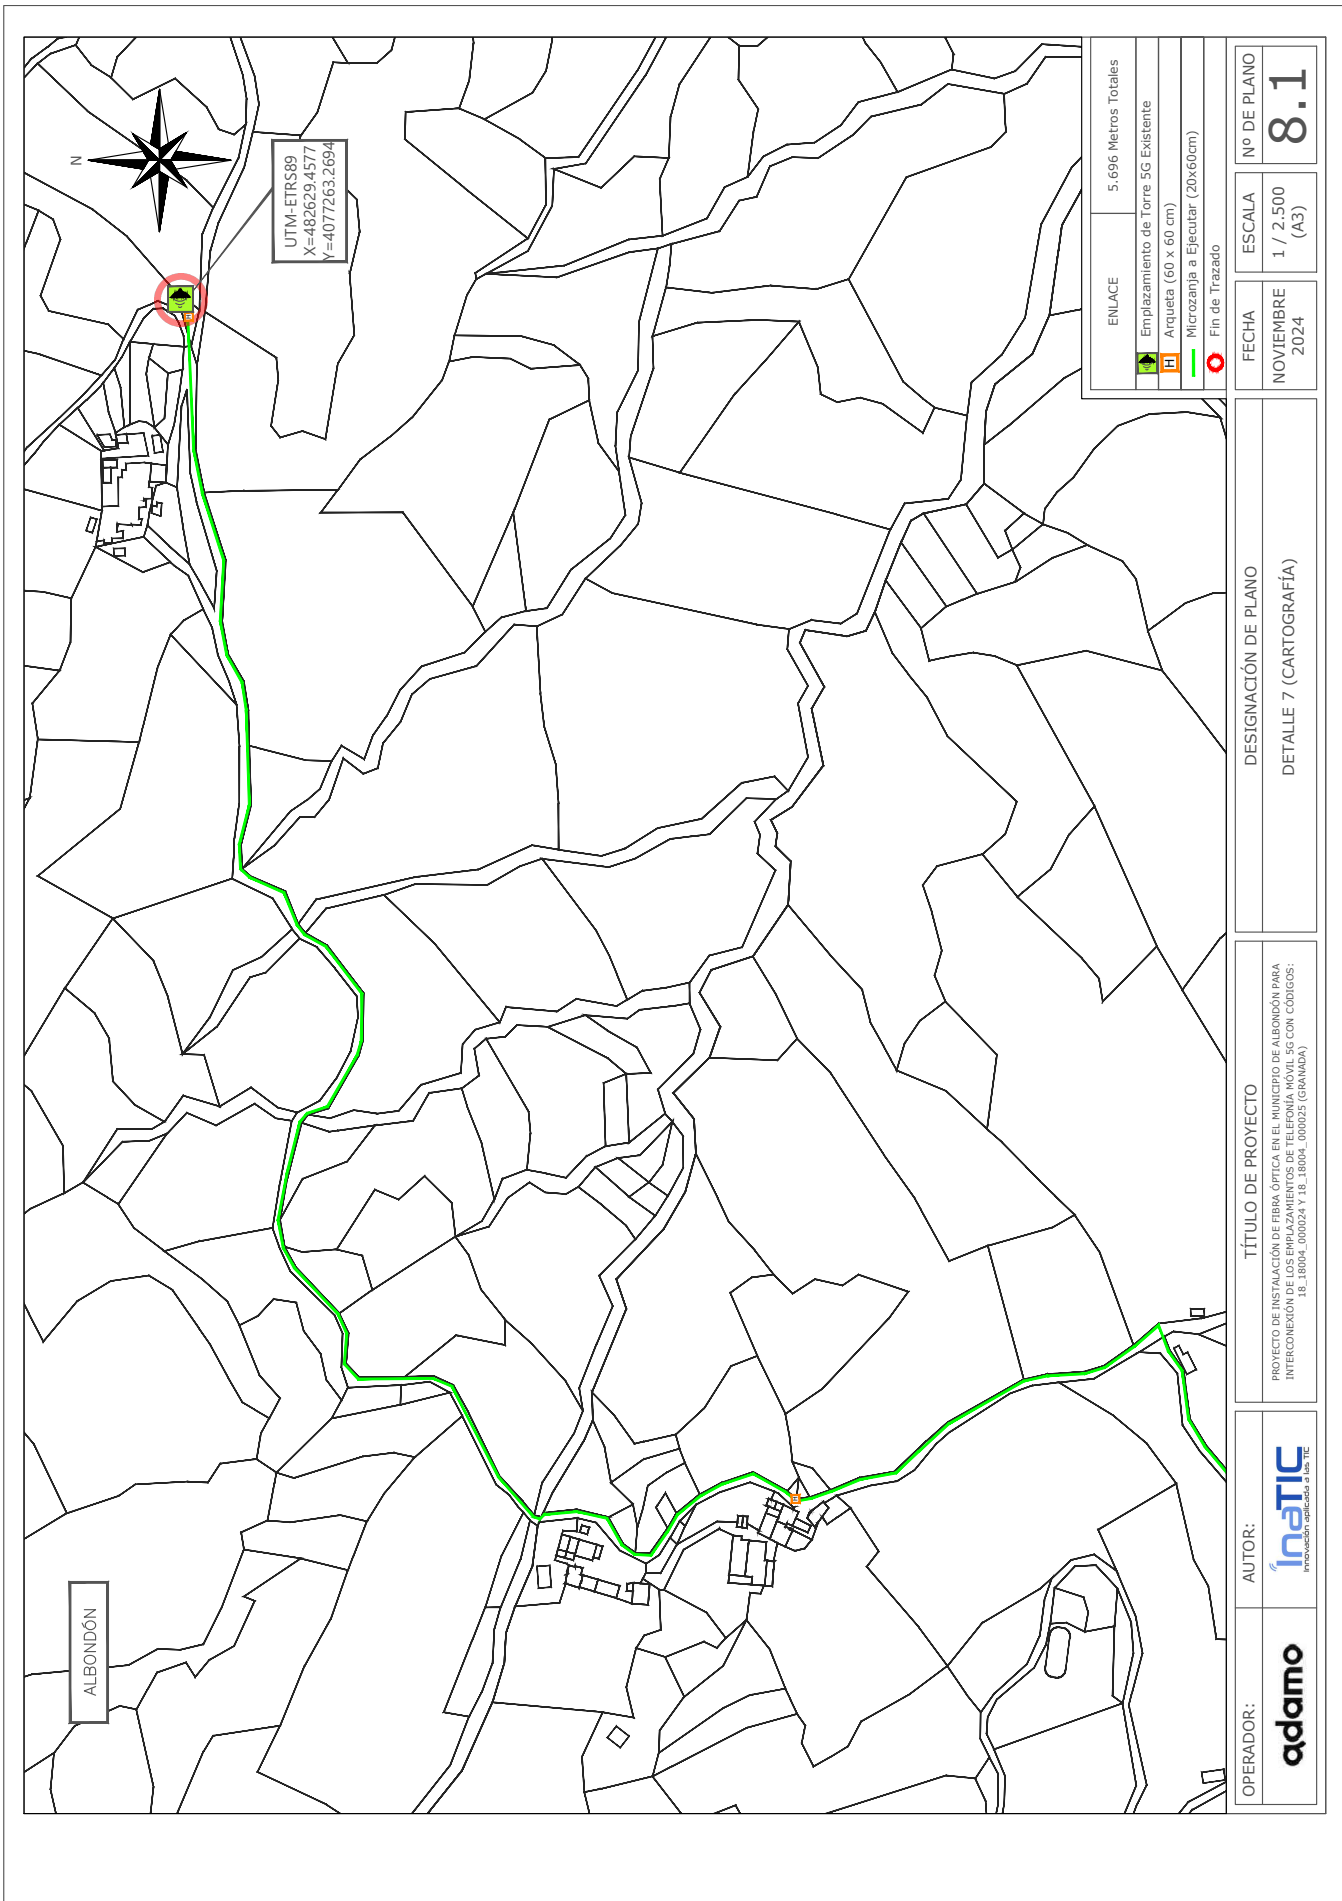 N
UTM-ETRS89
X=482629.4577
Y=4077263.2694
ALBONDÓN
ENLACE
5.696 Metros Totales
Emplazamiento de Torre 5G Existente
H
Arqueta (60 x 60 cm)
Microzanja a Ejecutar (20x60cm)
Fin de Trazado
H
H
OPERADOR:
adamo
AUTOR:
inaTIC
Innovación aplicada a las TIC
TÍTULO DE PROYECTO
PROYECTO DE INSTALACIÓN DE FIBRA ÓPTICA EN EL MUNICIPIO DE ALBONDÓN PARA
INTERCONEXIÓN DE LOS EMPLAZAMIENTOS DE TELEFONÍA MÓVIL 5G CON CÓDIGOS:
18_18004_000024 Y 18_18004_000025 (GRANADA)
DESIGNACIÓN DE PLANO
DETALLE 7 (CARTOGRAFÍA)
FECHA
NOVIEMBRE
2024
ESCALA
1 / 2.500
(A3)
Nº DE PLANO
8.1